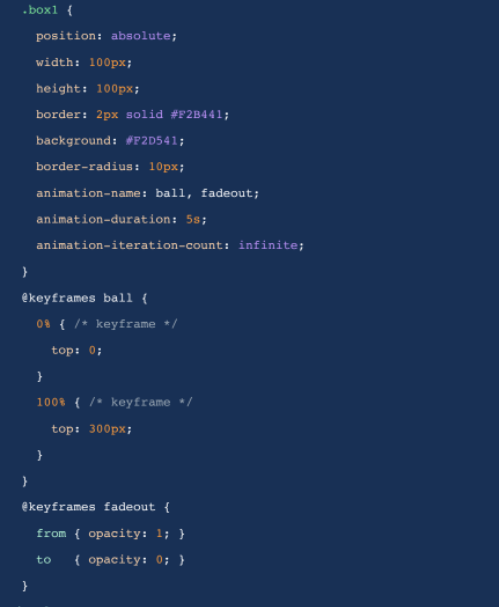 .box1 {
position: absolute;
width: 100px;
height: 100px;
border: 2px solid #F2B441;
background: #F2D541;
border-radius: 10px;
animation-name: ball, fadeout;
animation-duration: 5s;
animation-iteration-count: infinite;
}
@keyframes ball {
0% { /* keyframe */
top: 0;
}
100% { /* keyframe */
top: 300px;
}
}
@keyframes fadeout {
from { opacity: 1; }
to   { opacity: 0; }
}